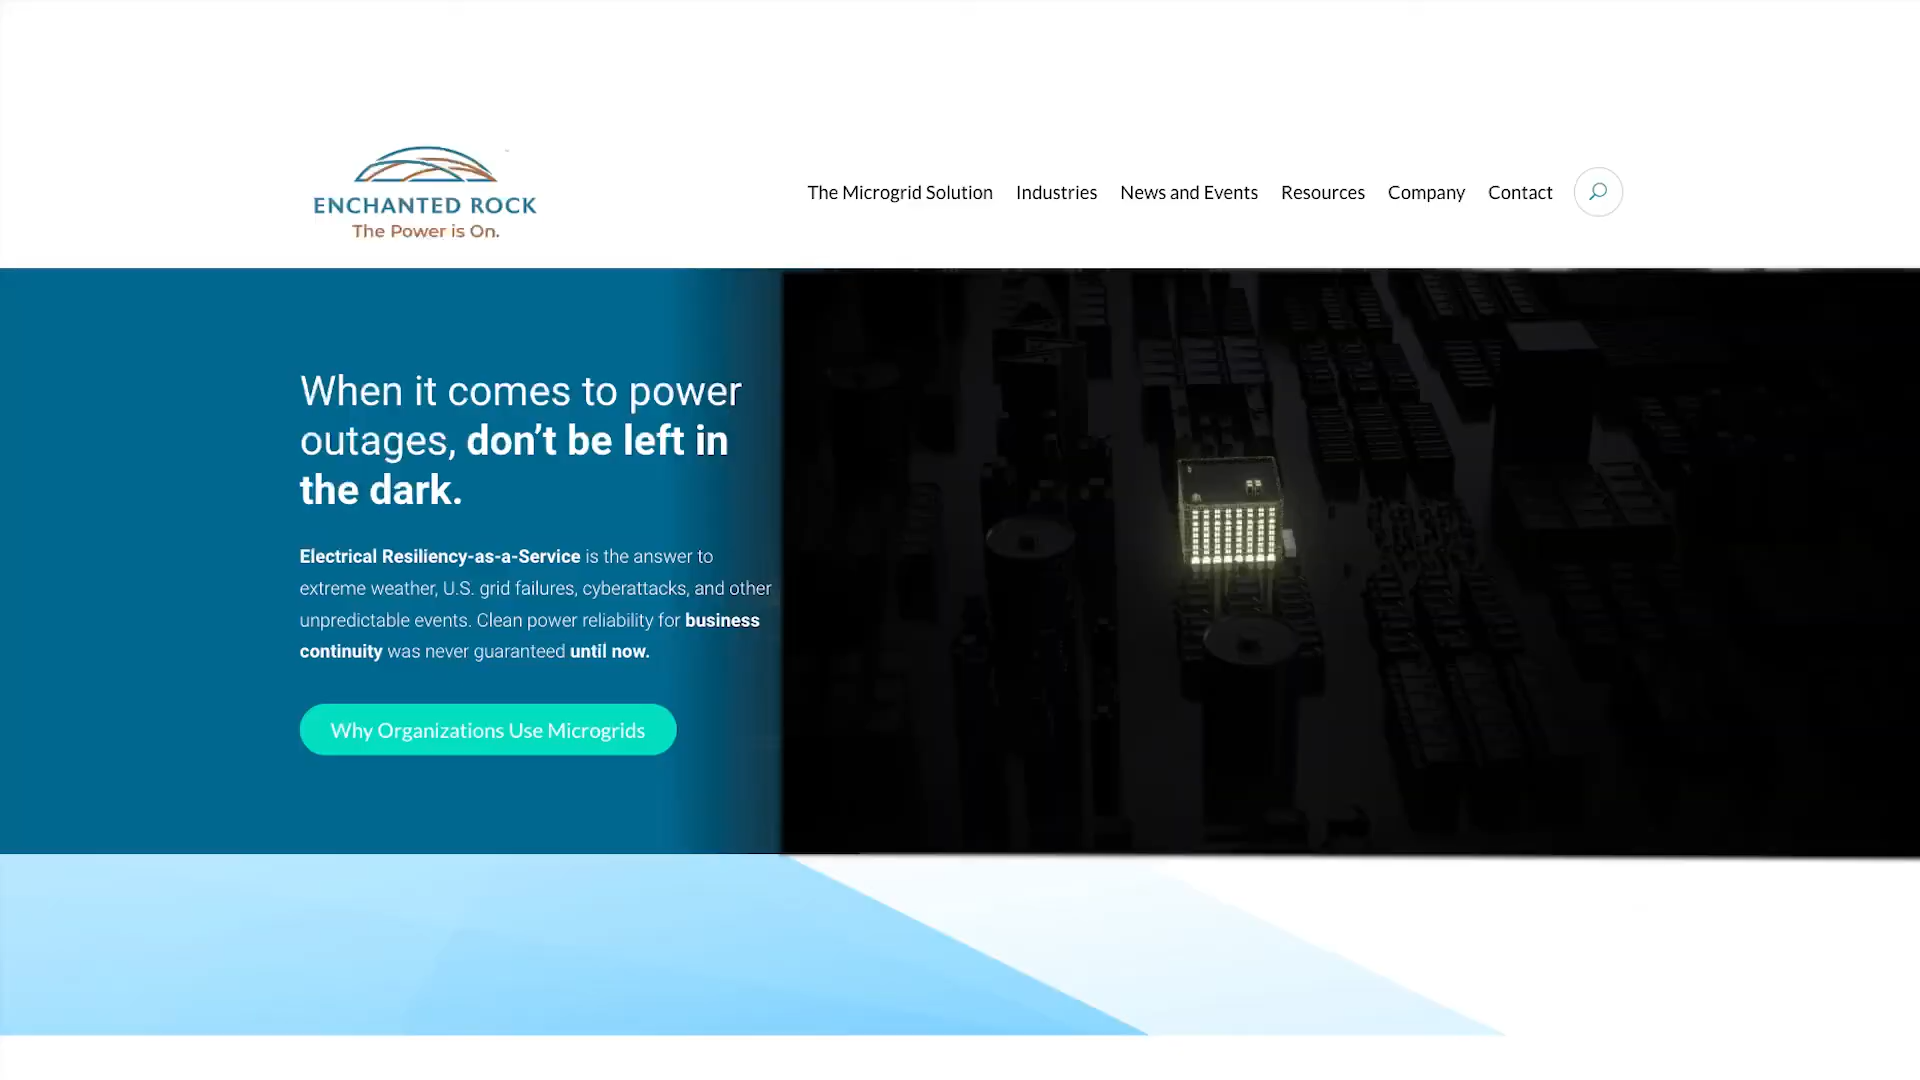 ENCHANTED ROCK
The Power is On.
The Microgrid Solution Industries News and Events Resources Company Contact
When it comes to power
outages, don’t be left in
the dark.
Electrical Resiliency-as-a-Service is the answer to
extreme weather, U.S. grid failures, cyberattacks, and other
unpredictable events. Clean power reliability for business
continuity was never guaranteed until now.
Why Organizations Use Microgrids